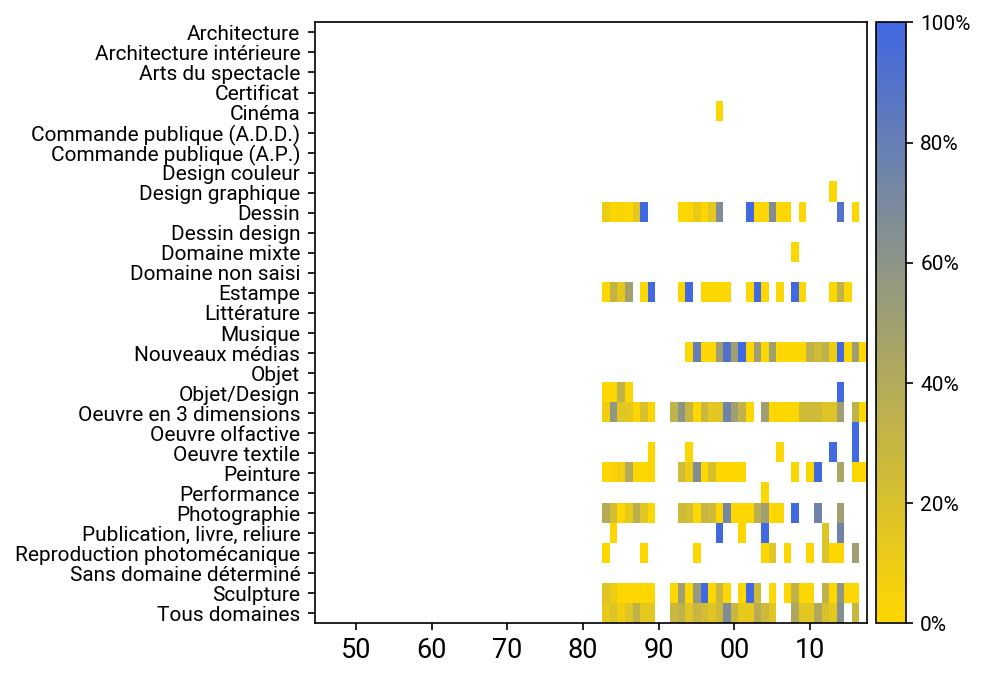 Architecture
Architecture intérieure
Arts du spectacle
Certificat
Cinéma
Commande publique (A.D.D.)
Commande publique (A.P.)
Design couleur
Design graphique
Dessin
Dessin design
Domaine mixte
Domaine non saisi
Estampe
Littérature
Musique
Nouveaux médias
Objet
Objet/Design
Oeuvre en 3 dimensions
Oeuvre olfactive
Oeuvre textile
Peinture
Performance
Photographie
Publication, livre, reliure
Reproduction photomécanique
Sans domaine déterminé
Sculpture
Tous domaines
50 60 70 80 90 00 10
100%
80%
60%
40%
20%
0%